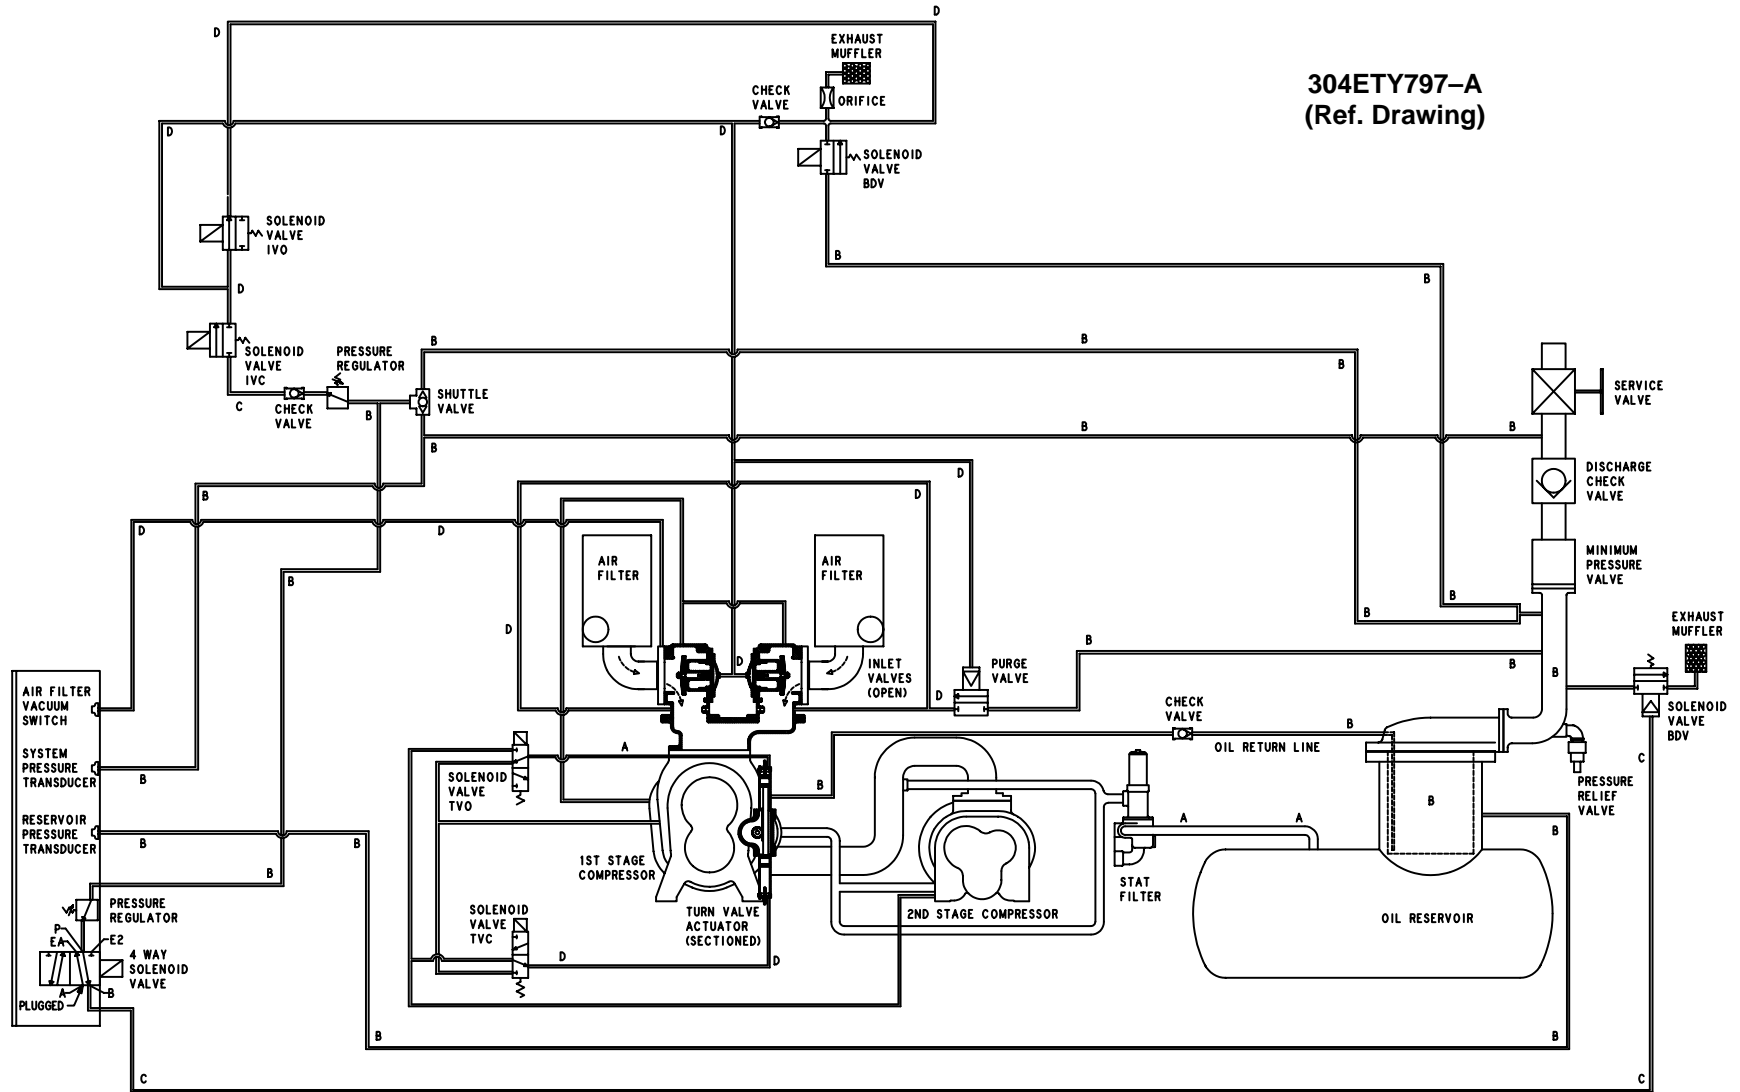 D
D
EXHAUST
MUFFLER
304ETY797–A
(Ref. Drawing)
CHECK
VALVE
ORIFICE
D
D
SOLENOID
VALVE
BDV
SOLENOID
VALVE
IVO
B
B
D
SOLENOID
VALVE
IVC
PRESSURE
REGULATOR
B
B
B
C
CHECK
VALVE
B
SHUTTLE
VALVE
SERVICE
VALVE
B
B
B
B
DISCHARGE
CHECK
VALVE
D
D
D
D
AIR
FILTER
AIR
FILTER
MINIMUM
PRESSURE
VALVE
B
B
B
D
EXHAUST
MUFFLER
D
INLET
VALVES
(OPEN)
PURGE
VALVE
B
B
B
AIR FILTER
VACUUM
SWITCH
D
CHECK
VALVE
B
OIL RETURN LINE
SOLENOID
VALVE
BDV
SYSTEM
PRESSURE
TRANSDUCER
B
SOLENOID
VALVE
TVO
A
B
C
PRESSURE
RELIEF
VALVE
RESERVOIR
PRESSURE
TRANSDUCER
B
B
B
A
A
B
1ST STAGE
COMPRESSOR
STAT
FILTER
B
PRESSURE
REGULATOR
SOLENOID
VALVE
TVC
TURN VALVE
ACTUATOR
(SECTIONED)
2ND STAGE COMPRESSOR
OIL RESERVOIR
P
EA
E2
4 WAY
SOLENOID
VALVE
D
D
A
B
PLUGGED
B
B
C
C